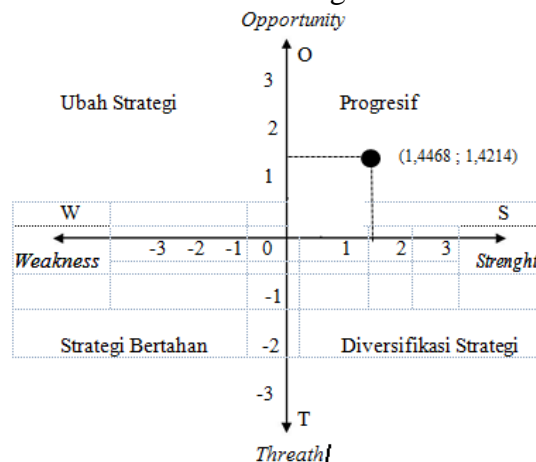 Opportunity
O
3
Ubah Strategi
Progresif
2
(1,4468 ; 1,4214)
1
W
S
-3 -2 -1 0 1 2 3
Weakness
Strenght
-1
Strategi Bertahan
-2
Diversifikasi Strategi
-3
T
Threath